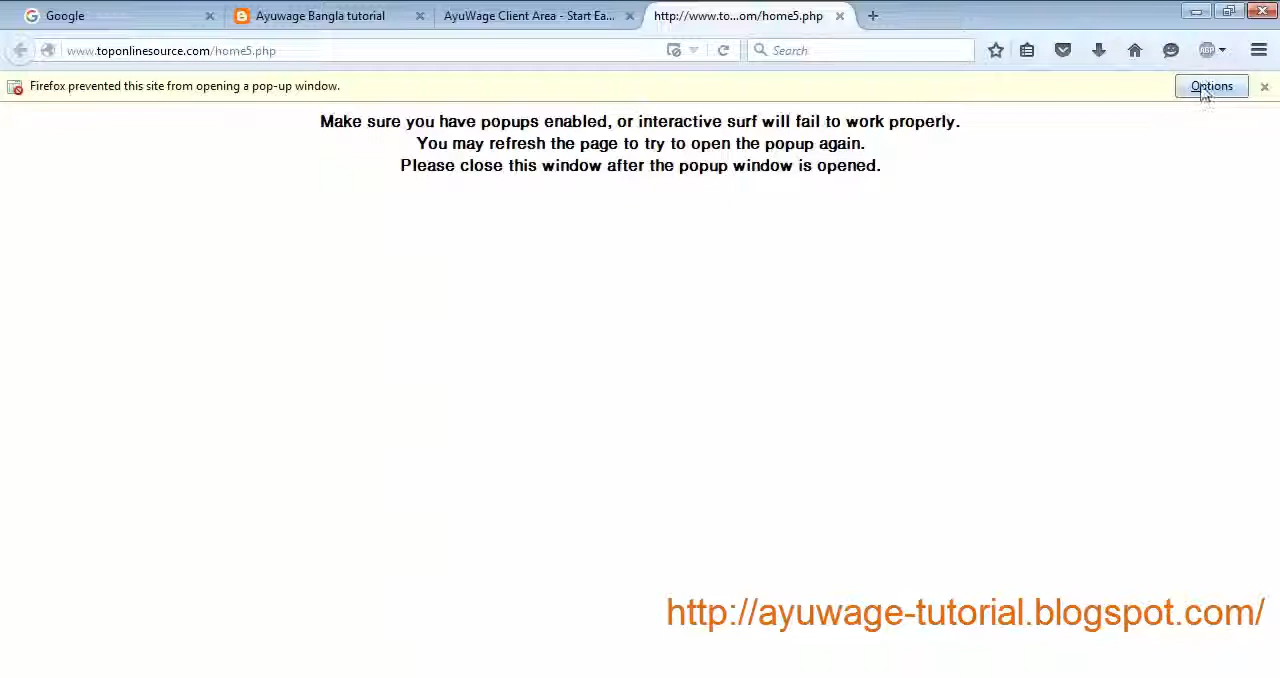 Google
Ayuwage Bangla tutorial
AyuWage Client Area - Start Ea...
http://www.to...om/home5.php
www.toponlinesource.com/home5.php
Search
ABP
Firefox prevented this site from opening a pop-up window.
Options
Make sure you have popups enabled, or interactive surf will fail to work properly.
You may refresh the page to try to open the popup again.
Please close this window after the popup window is opened.
http://ayuwage-tutorial.blogspot.com/